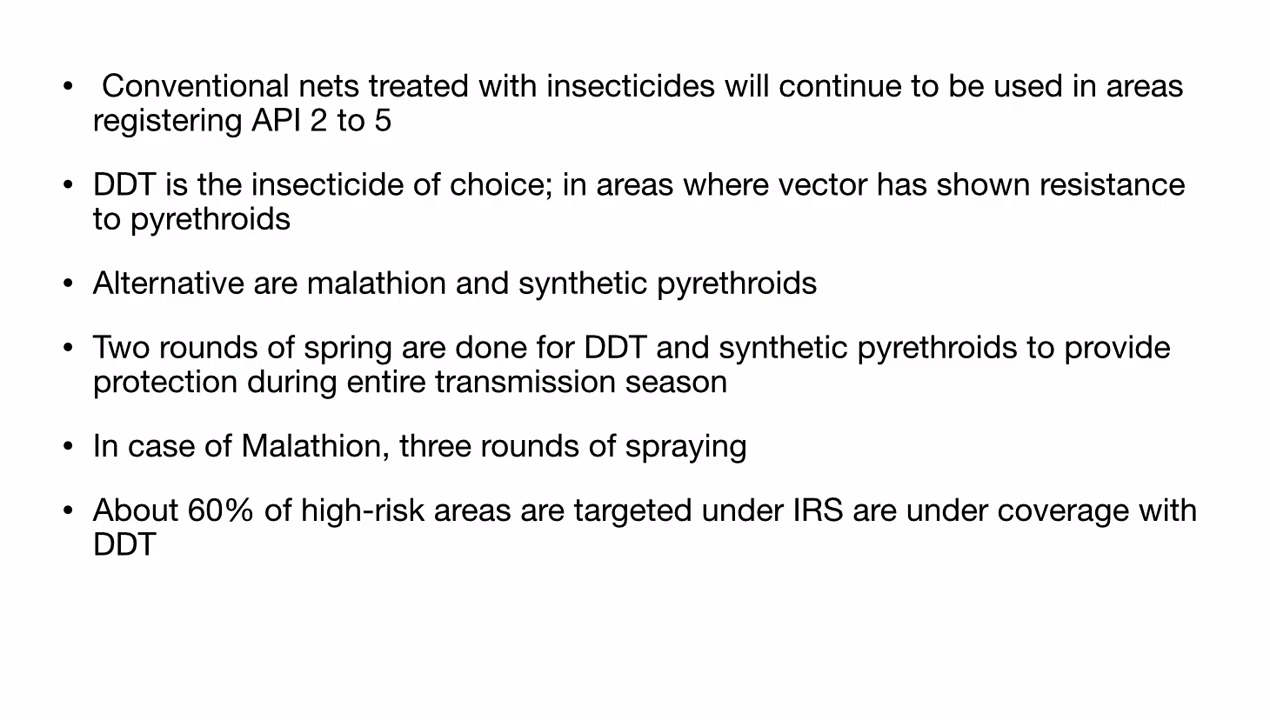 • Conventional nets treated with insecticides will continue to be used in areas
registering API 2 to 5
• DDT is the insecticide of choice; in areas where vector has shown resistance
to pyrethroids
• Alternative are malathion and synthetic pyrethroids
• Two rounds of spring are done for DDT and synthetic pyrethroids to provide
protection during entire transmission season
• In case of Malathion, three rounds of spraying
• About 60% of high-risk areas are targeted under IRS are under coverage with
DDT